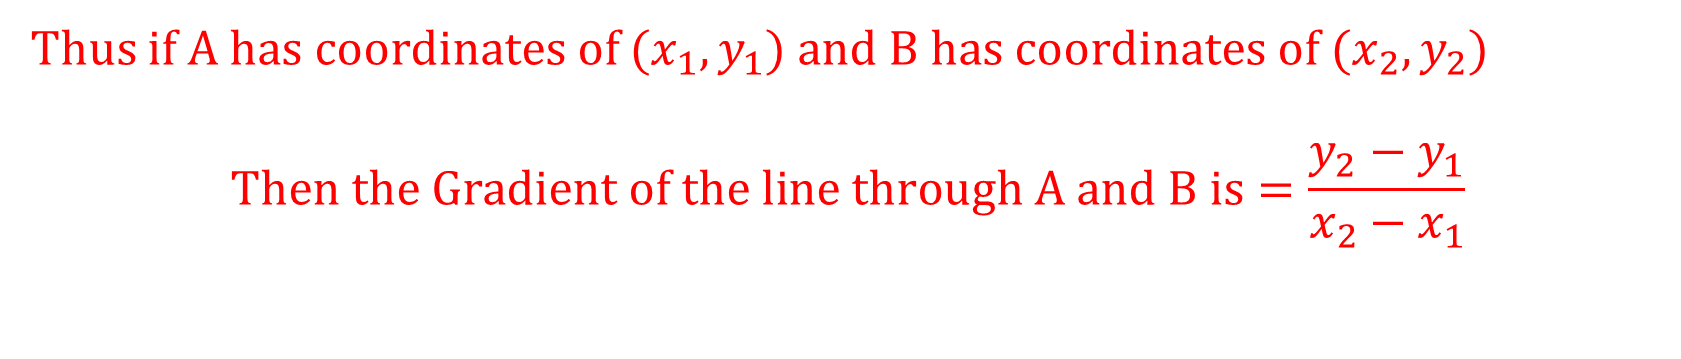 Thus if A has coordinates of (x₁, y₁) and B has coordinates of (x₂, y₂)
Then the Gradient of the line through A and B is = \frac{y₂ − y₁}{x₂ − x₁}